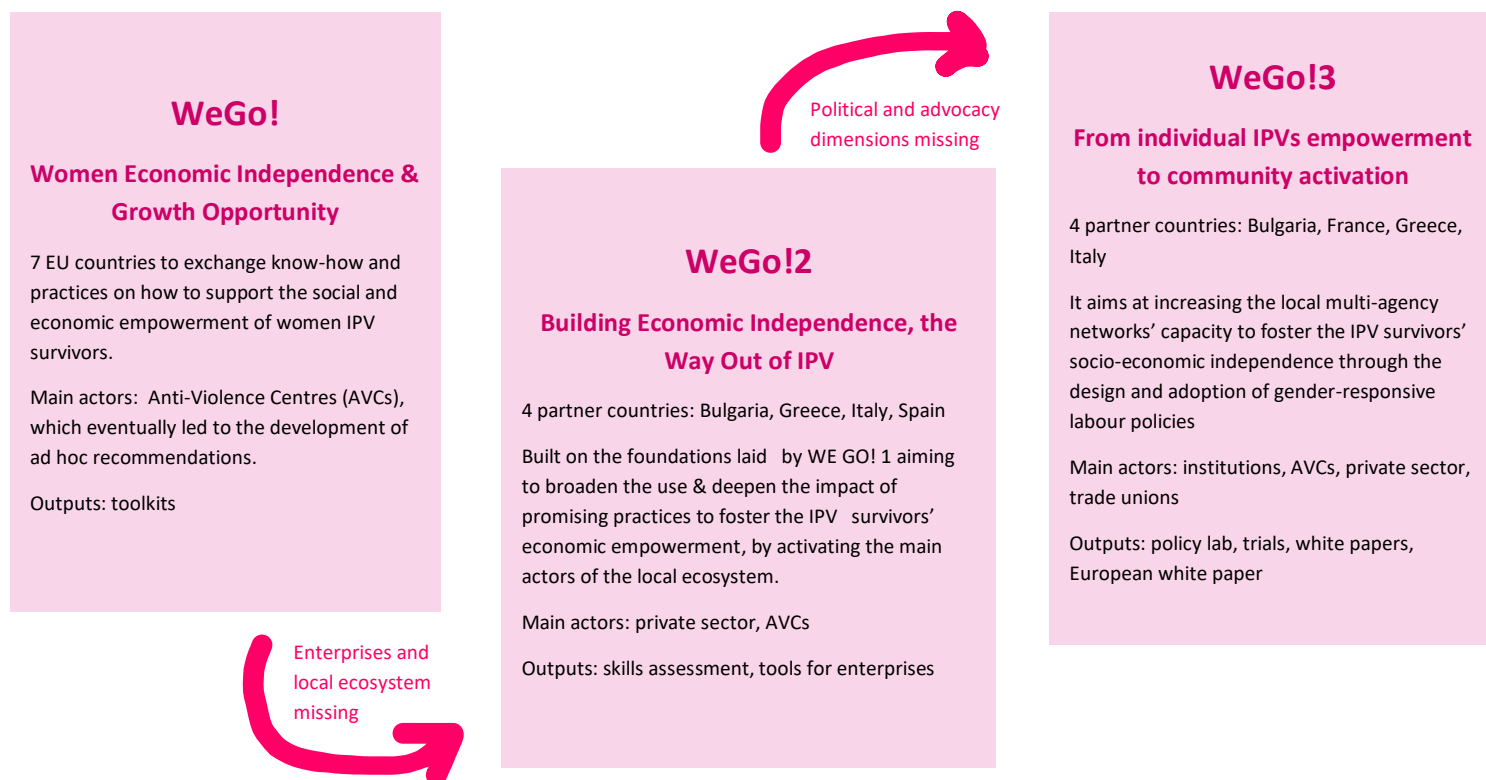 WeGo!
Women Economic Independence &
Growth Opportunity
7 EU countries to exchange know-how and
practices on how to support the social and
economic empowerment of women IPV
survivors.
Main actors:  Anti-Violence Centres (AVCs),
which eventually led to the development of
ad hoc recommendations.
Outputs: toolkits
Enterprises and
local ecosystem
missing
WeGo!2
Building Economic Independence, the
Way Out of IPV
4 partner countries: Bulgaria, Greece, Italy, Spain
Built on the foundations laid   by WE GO! 1 aiming
to broaden the use & deepen the impact of
promising practices to foster the IPV   survivors’
economic empowerment, by activating the main
actors of the local ecosystem.
Main actors: private sector, AVCs
Outputs: skills assessment, tools for enterprises
Political and advocacy
dimensions missing
WeGo!3
From individual IPVs empowerment
to community activation
4 partner countries: Bulgaria, France, Greece,
Italy
It aims at increasing the local multi-agency
networks’ capacity to foster the IPV survivors’
socio-economic independence through the
design and adoption of gender-responsive
labour policies
Main actors: institutions, AVCs, private sector,
trade unions
Outputs: policy lab, trials, white papers,
European white paper